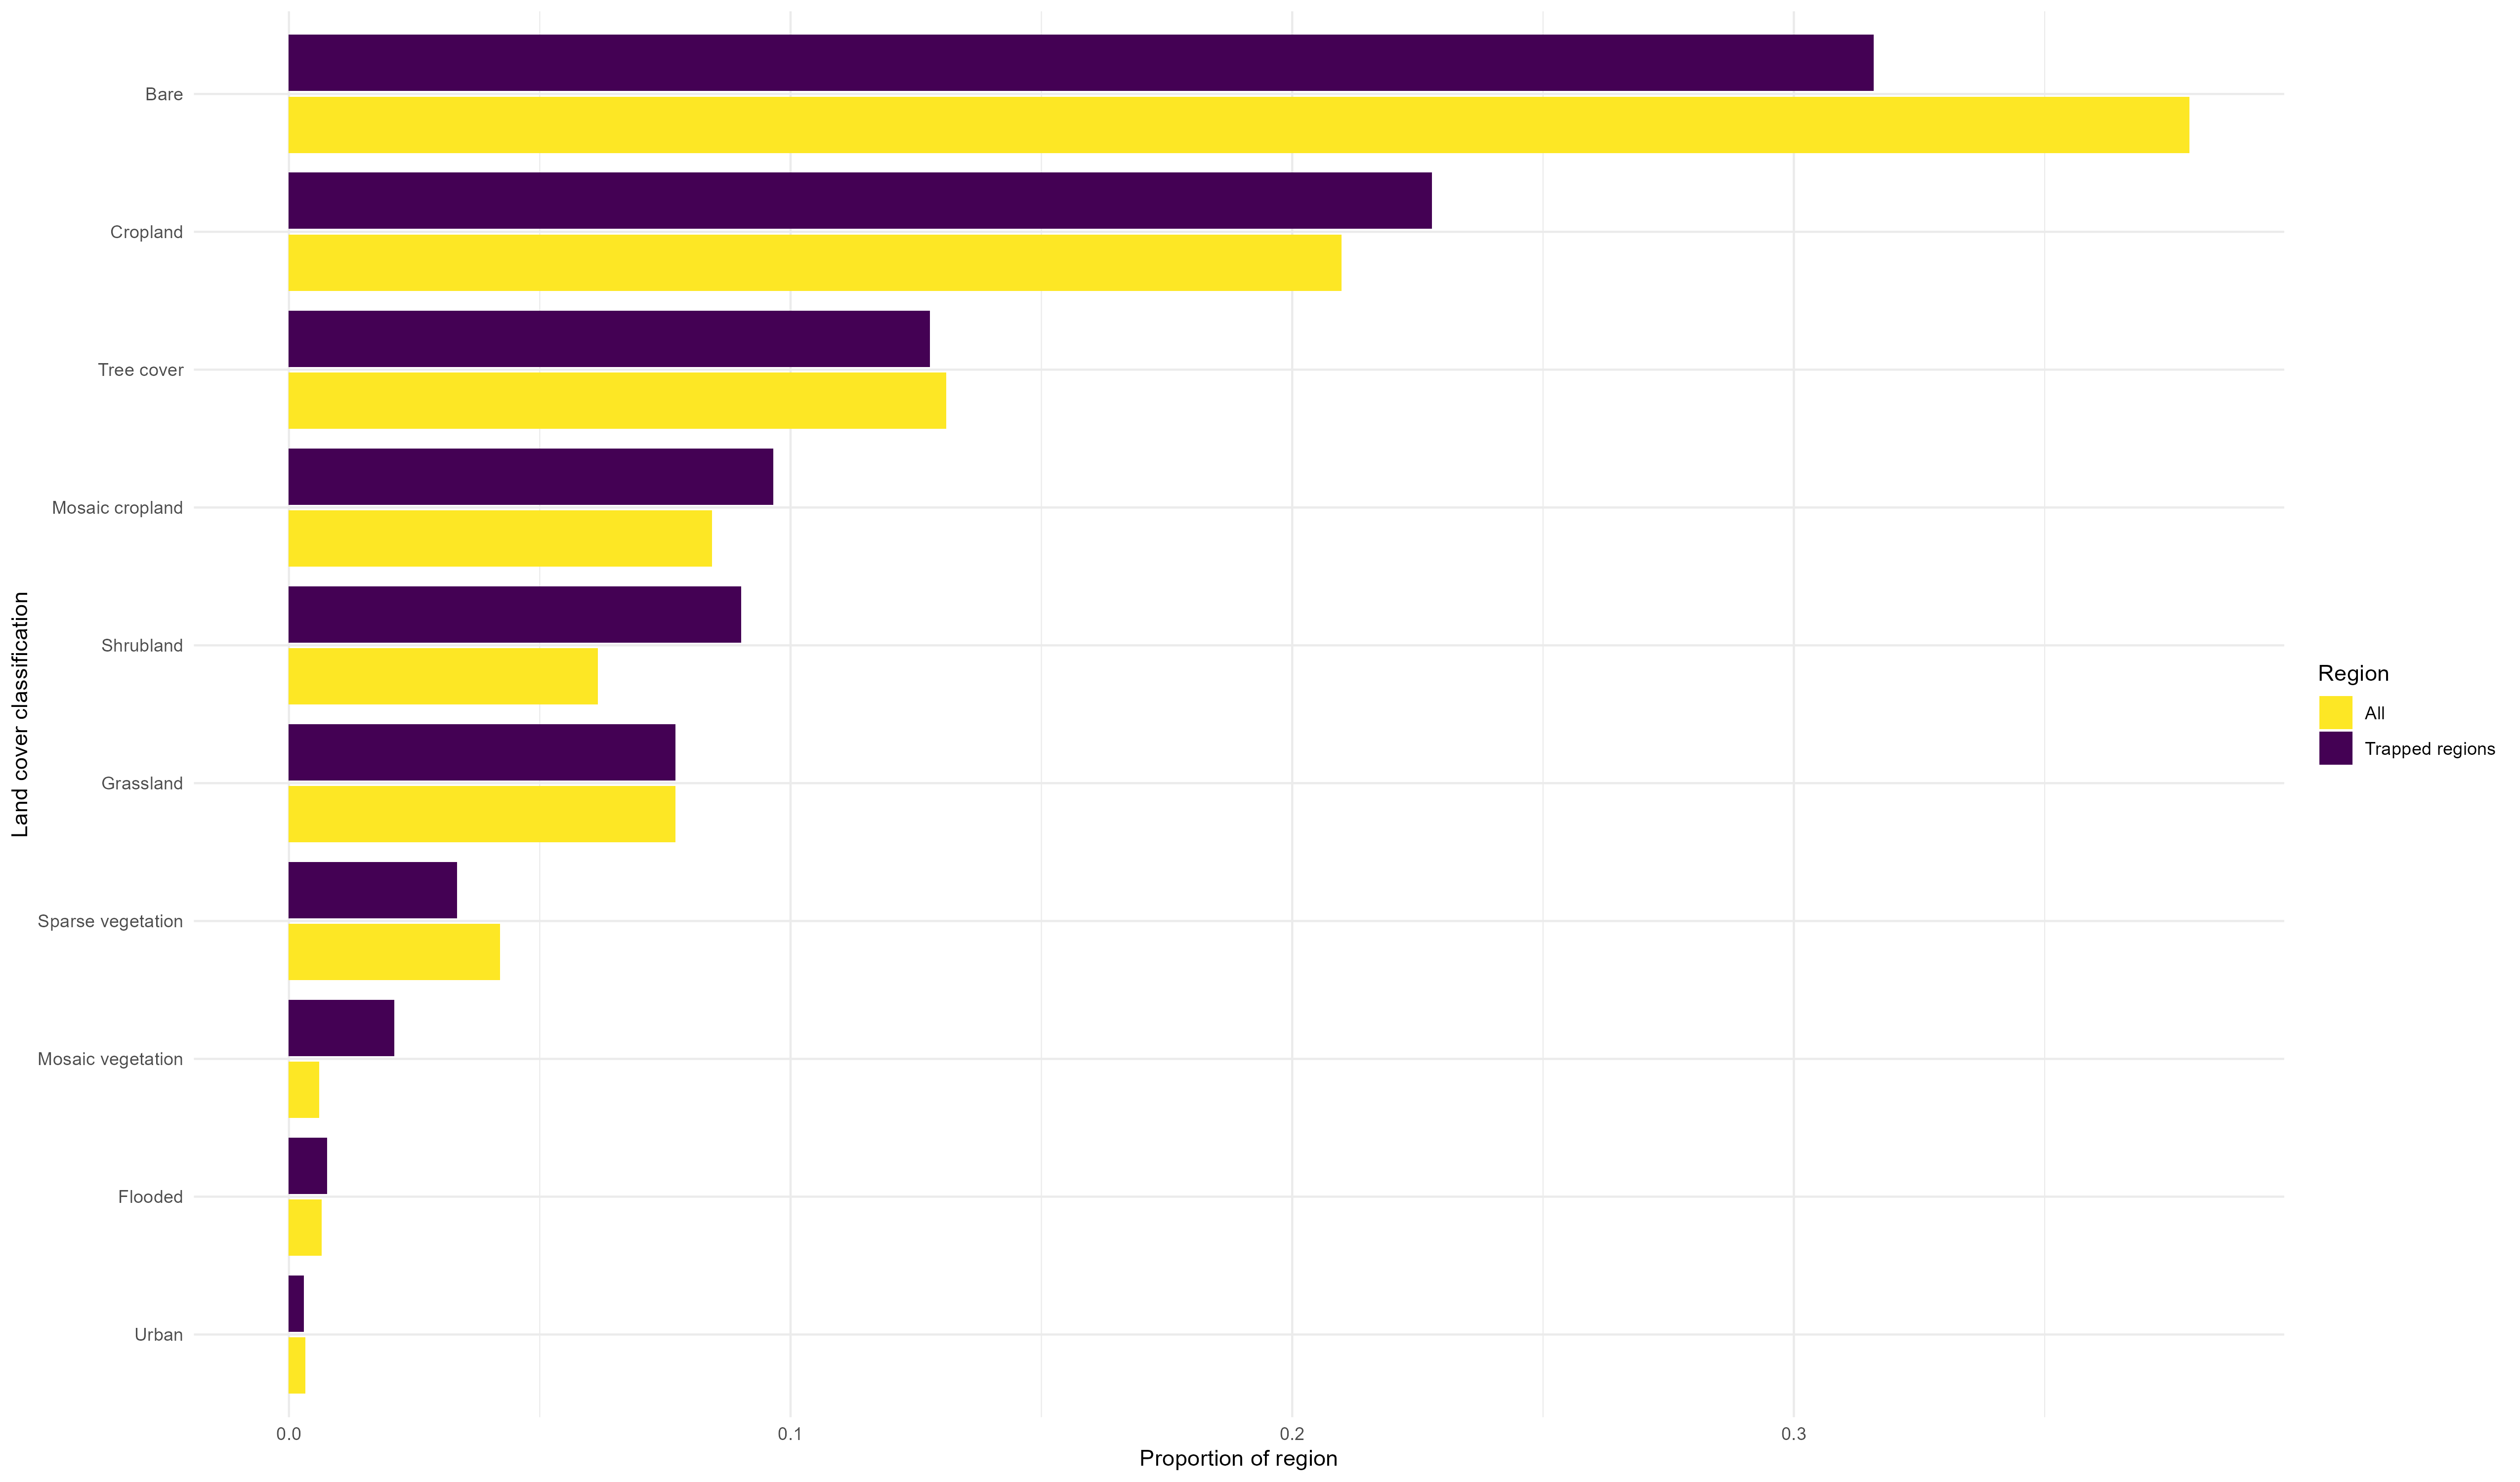 Land cover classification
Bare
Cropland
Tree cover
Mosaic cropland
Shrubland
Grassland
Sparse vegetation
Mosaic vegetation
Flooded
Urban
0.0
0.1
0.2
0.3
Proportion of region
Region
All
Trapped regions